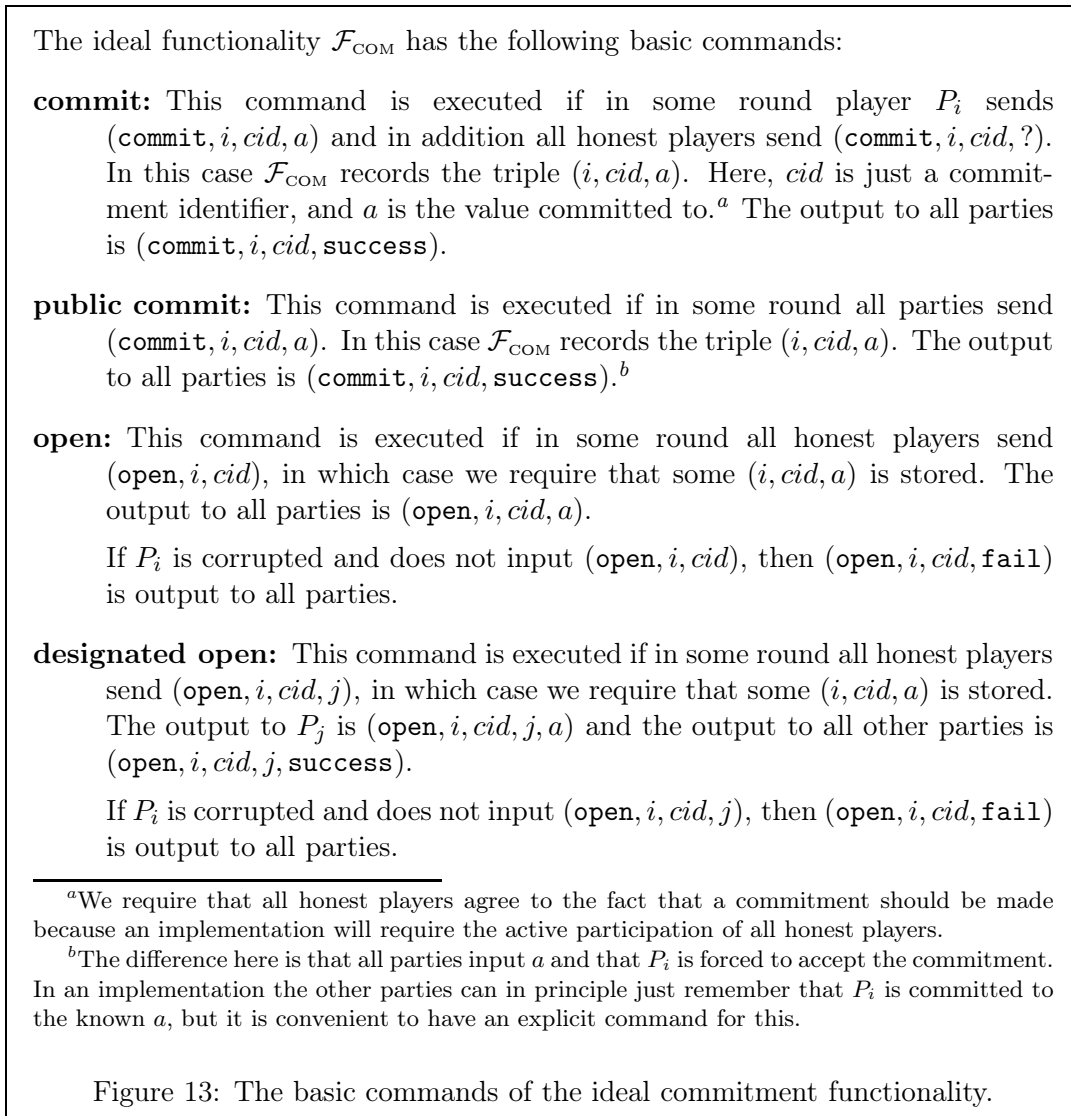 The ideal functionality F_COM has the following basic commands:
commit: This command is executed if in some round player P_i sends
(commit, i, cid, a) and in addition all honest players send (commit, i, cid, ?).
In this case F_COM records the triple (i, cid, a). Here, cid is just a commit-
ment identifier, and a is the value committed to.^a The output to all parties
is (commit, i, cid, success).
public commit: This command is executed if in some round all parties send
(commit, i, cid, a). In this case F_COM records the triple (i, cid, a). The output
to all parties is (commit, i, cid, success).^b
open: This command is executed if in some round all honest players send
(open, i, cid), in which case we require that some (i, cid, a) is stored. The
output to all parties is (open, i, cid, a).
If P_i is corrupted and does not input (open, i, cid), then (open, i, cid, fail)
is output to all parties.
designated open: This command is executed if in some round all honest players
send (open, i, cid, j), in which case we require that some (i, cid, a) is stored.
The output to P_j is (open, i, cid, j, a) and the output to all other parties is
(open, i, cid, j, success).
If P_i is corrupted and does not input (open, i, cid, j), then (open, i, cid, fail)
is output to all parties.
^aWe require that all honest players agree to the fact that a commitment should be made
because an implementation will require the active participation of all honest players.
^bThe difference here is that all parties input a and that P_i is forced to accept the commitment.
In an implementation the other parties can in principle just remember that P_i is committed to
the known a, but it is convenient to have an explicit command for this.
Figure 13: The basic commands of the ideal commitment functionality.